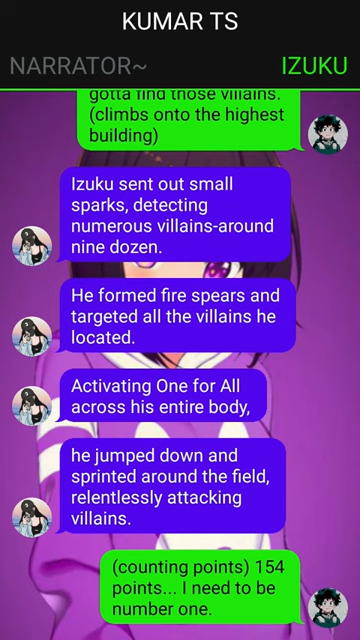 KUMAR TS
NARRATOR~ IZUKU
gotta find those villains.
(climbs onto the highest
building)
Izuku sent out small
sparks, detecting
numerous villains-around
nine dozen.
He formed fire spears and
targeted all the villains he
located.
Activating One for All
across his entire body,
he jumped down and
sprinted around the field,
relentlessly attacking
villains.
(counting points) 154
points... I need to be
number one.